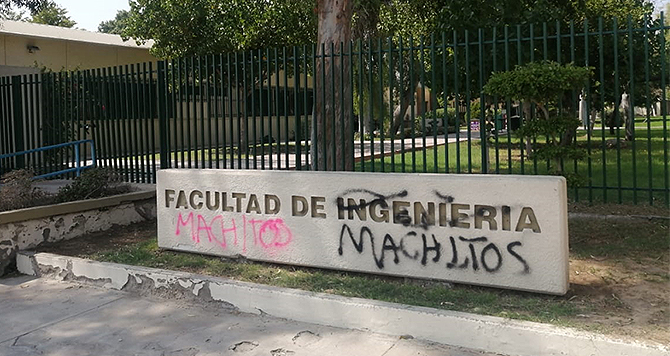 FACULTAD DE INGENIERIA
MACHITOS MACHITOS